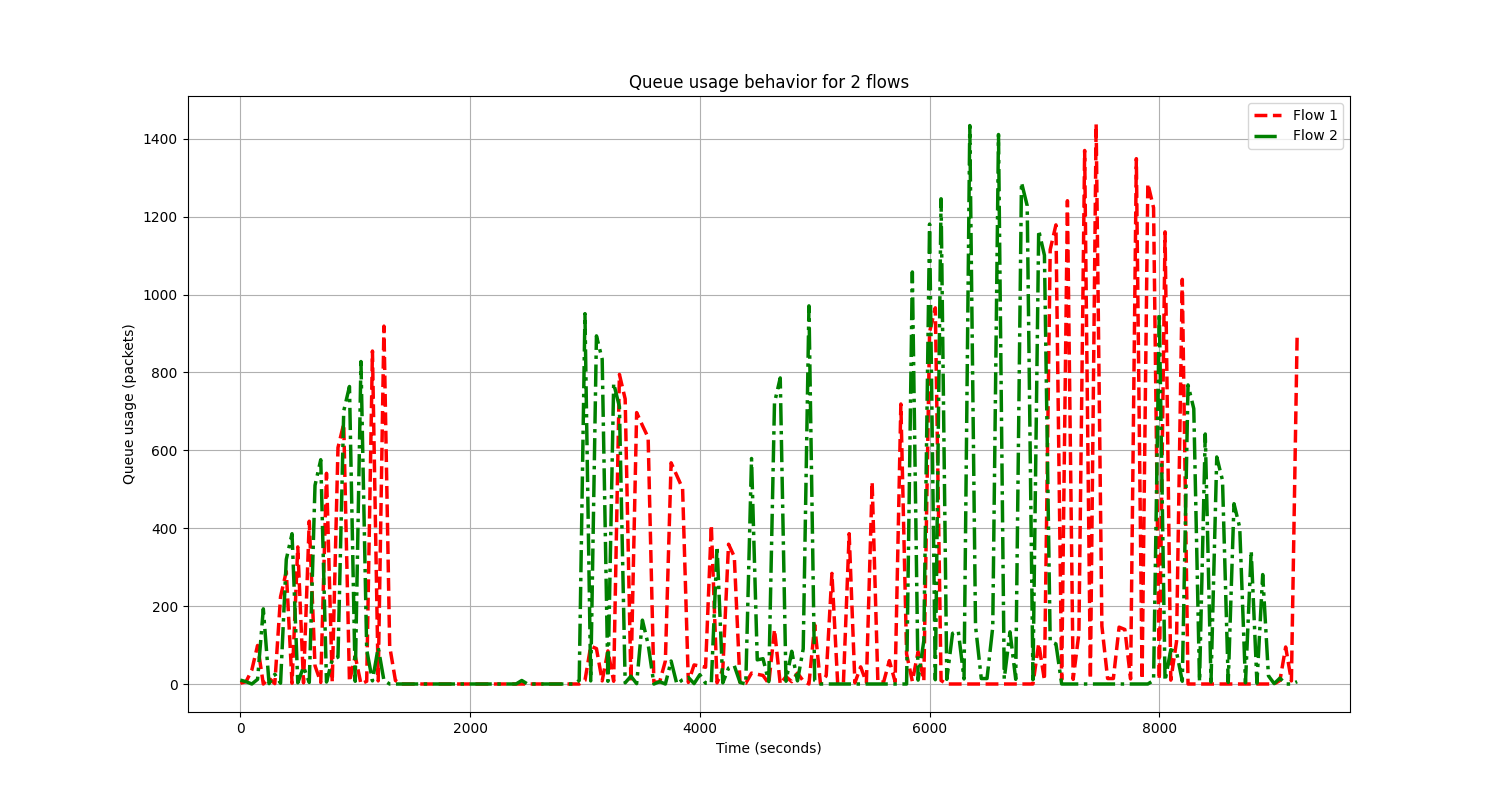 Queue usage behavior for 2 flows
Flow 1
Flow 2
Queue usage (packets)
1400
1200
1000
800
600
400
200
0
0 2000 4000 6000 8000
Time (seconds)